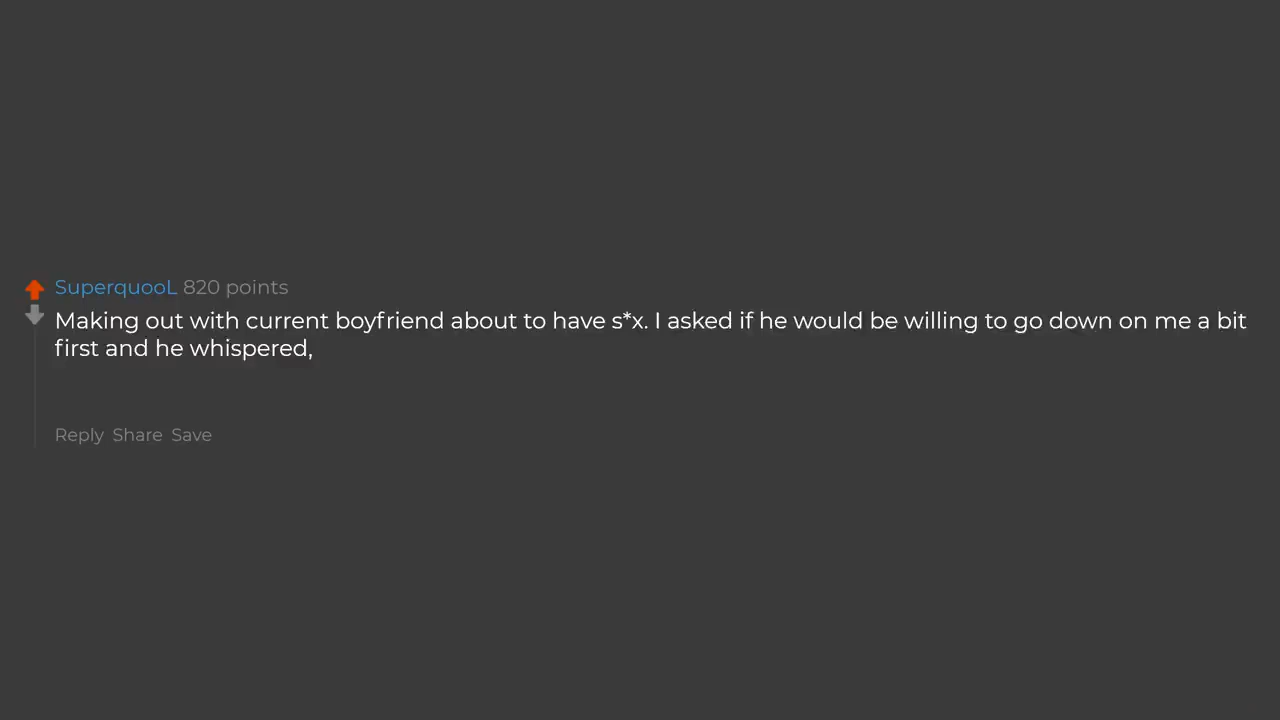 SuperquooL 820 points
Making out with current boyfriend about to have s*x. I asked if he would be willing to go down on me a bit
first and he whispered,
Reply Share Save